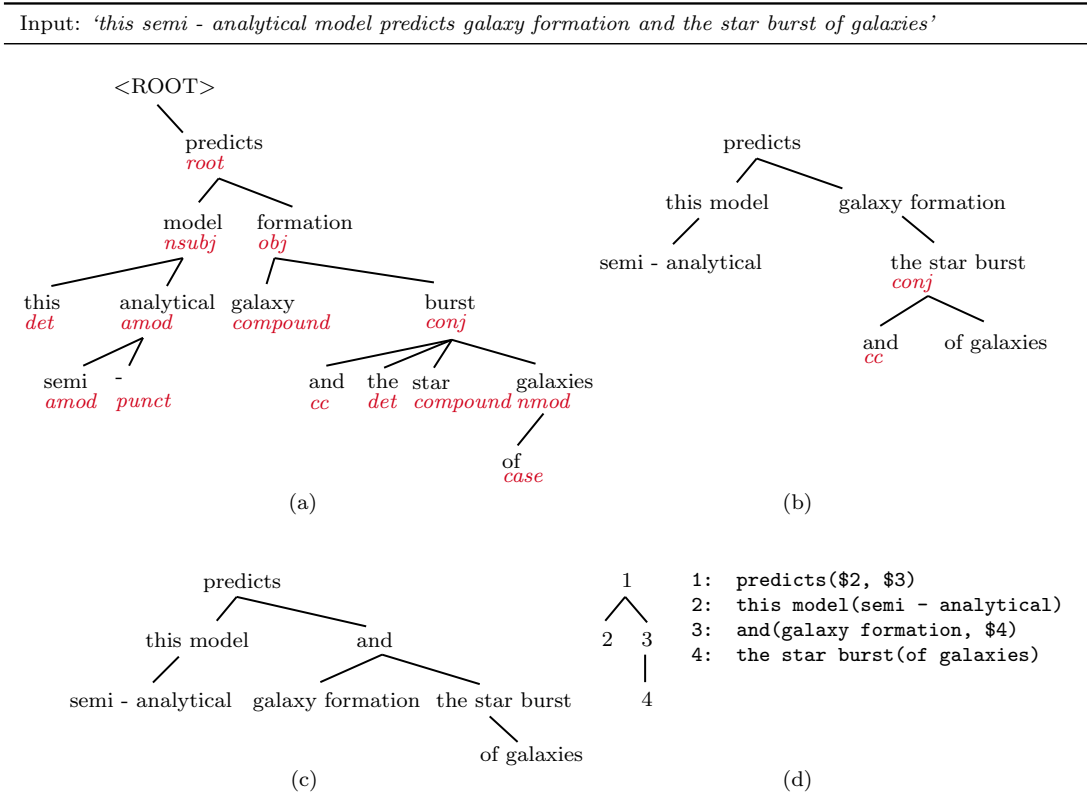 Input: ‘this semi - analytical model predicts galaxy formation and the star burst of galaxies’
<ROOT>
predicts
root
model formation
nsubj obj
this analytical galaxy burst
det amod compound conj
semi - and the star galaxies
amod punct cc det compound nmod
of
case
(a)
predicts
this model galaxy formation
semi - analytical the star burst
conj
and of galaxies
cc
(b)
predicts
this model and
semi - analytical galaxy formation the star burst
of galaxies
(c)
1
2 3
4
1: predicts($2, $3)
2: this model(semi - analytical)
3: and(galaxy formation, $4)
4: the star burst(of galaxies)
(d)